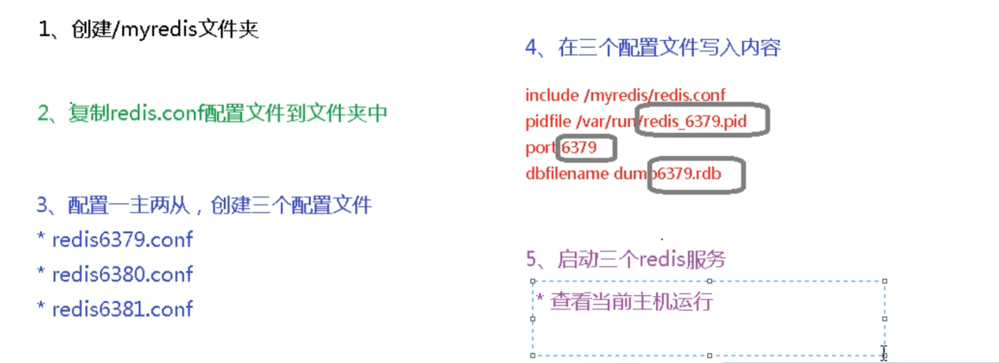 1、创建/myredis文件夹
2、复制redis.conf配置文件到文件夹中
3、配置一主两从，创建三个配置文件
* redis6379.conf
* redis6380.conf
* redis6381.conf
4、在三个配置文件写入内容
include /myredis/redis.conf
pidfile /var/run/redis_6379.pid
port 6379
dbfilename dump6379.rdb
5、启动三个redis服务
* 查看当前主机运行